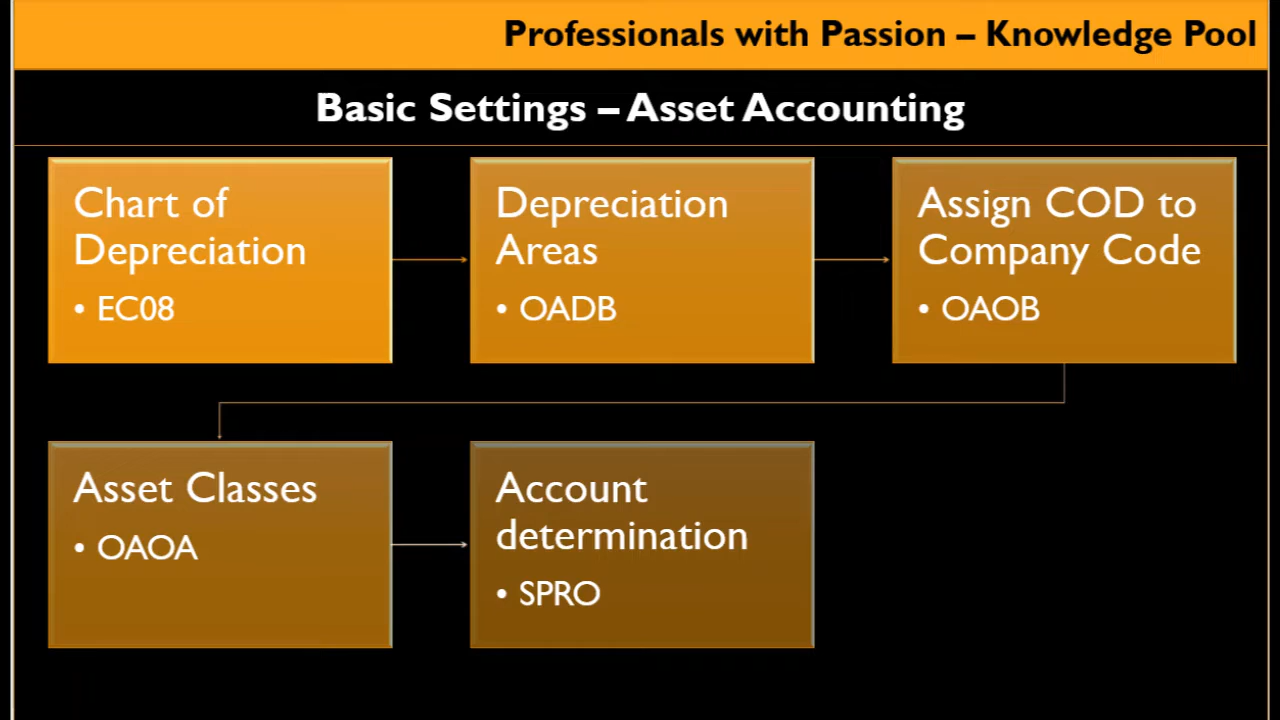 Professionals with Passion – Knowledge Pool
Basic Settings – Asset Accounting
Chart of
Depreciation
• EC08
Depreciation
Areas
• OADB
Assign COD to
Company Code
• OAOB
Asset Classes
• OAOA
Account
determination
• SPRO